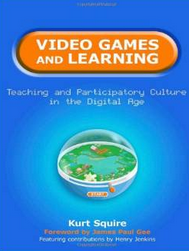 VIDEO GAMES
AND LEARNING
Teaching and Participatory Culture
in the Digital Age
Kurt Squire
Foreword by James Paul Gee
Featuring contributions by Henry Jenkins